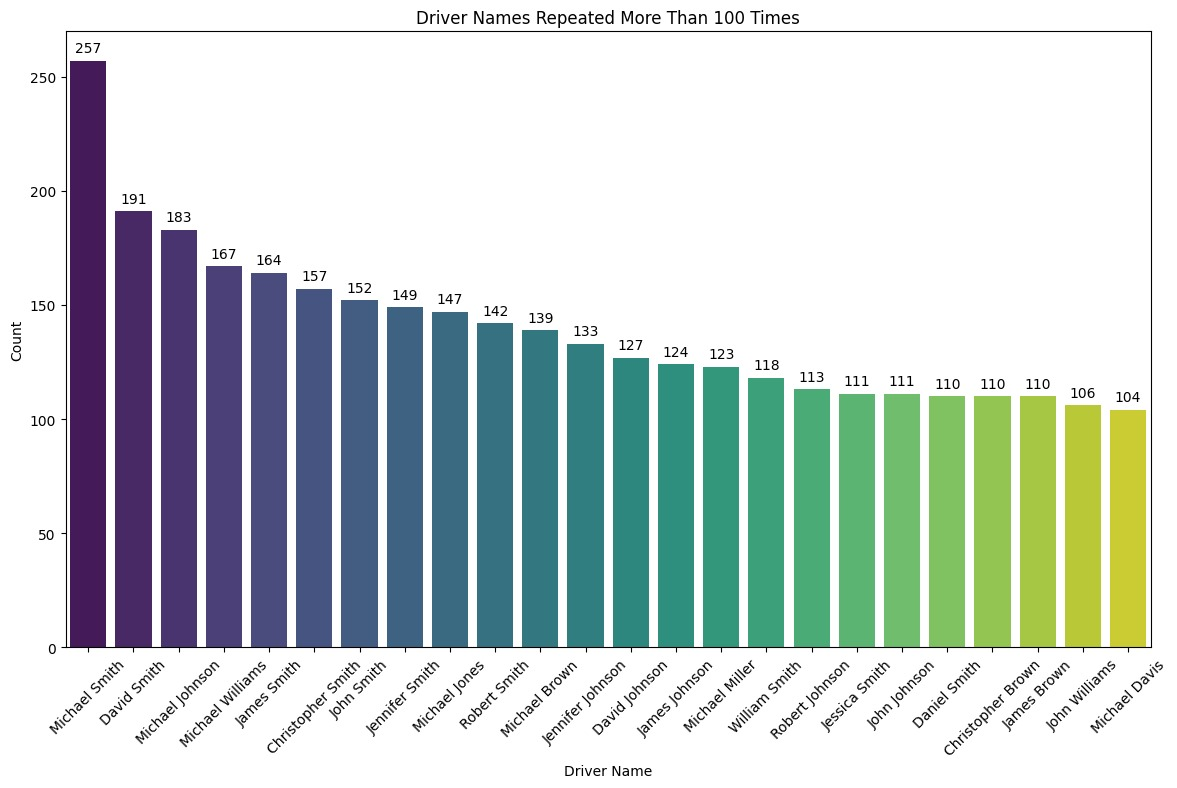 Driver Names Repeated More Than 100 Times
Count
250
200
150
100
50
0
257
191
183
167
164
157
152
149
147
142
139
133
127
124
123
118
113
111
111
110
110
110
106
104
Michael Smith
David Smith
Michael Johnson
Michael Williams
James Smith
Christopher Smith
John Smith
Jennifer Smith
Michael Jones
Robert Smith
Michael Brown
Jennifer Johnson
David Johnson
James Johnson
Michael Miller
William Smith
Robert Johnson
Jessica Smith
John Johnson
Daniel Smith
Christopher Brown
James Brown
John Williams
Michael Davis
Driver Name